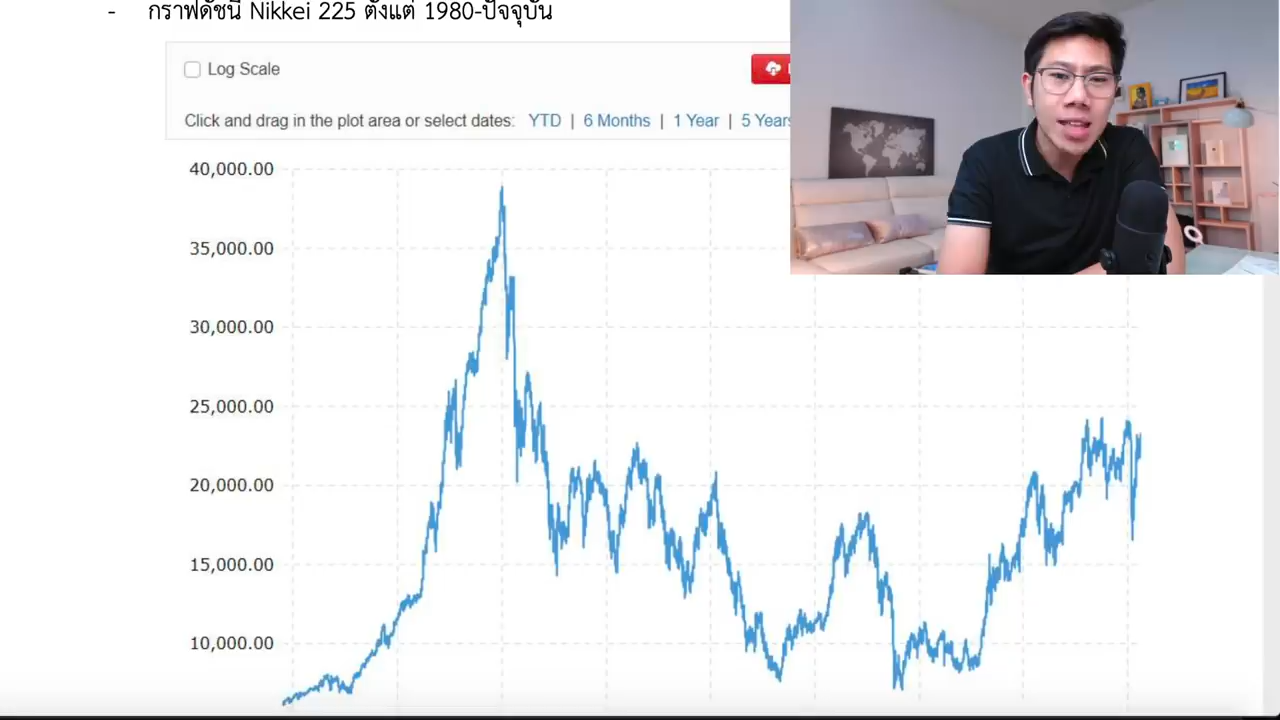 - กราฟดัชนี Nikkei 225 ตั้งแต่ 1980-ปัจจุบัน
Log Scale
Click and drag in the plot area or select dates: YTD | 6 Months | 1 Year | 5 Years
40,000.00
35,000.00
30,000.00
25,000.00
20,000.00
15,000.00
10,000.00